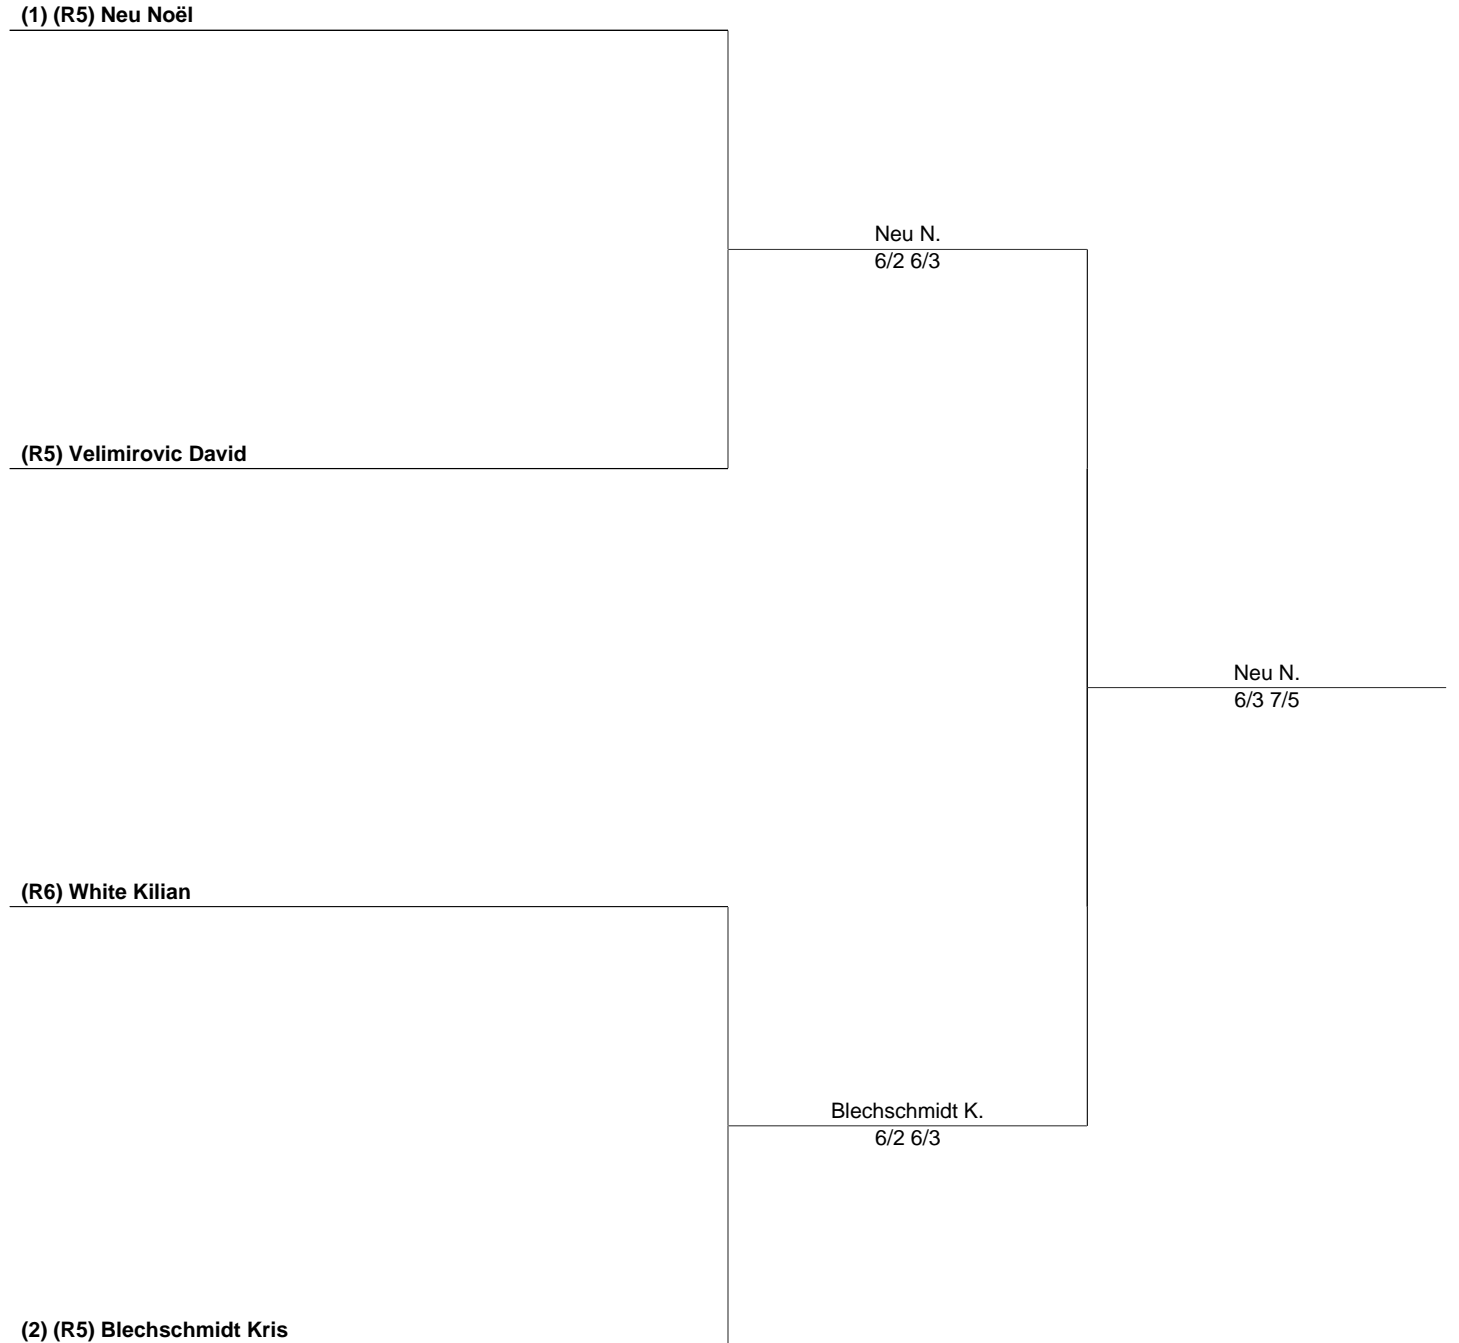 (1) (R5) Neu Noël
Neu N.
6/2 6/3
(R5) Velimirovic David
Neu N.
6/3 7/5
(R6) White Kilian
Blechschmidt K.
6/2 6/3
(2) (R5) Blechschmidt Kris